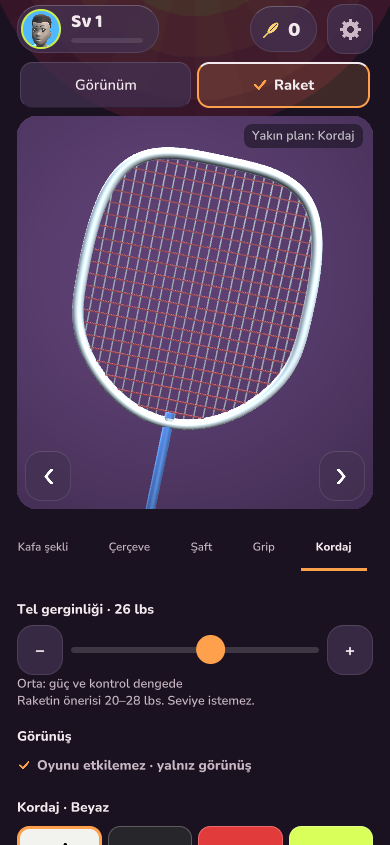 Sv 1
0
Görünüm
Raket
Yakın plan: Kordaj
Kafa şekli
Çerçeve
Şaft
Grip
Kordaj
Tel gerginliği · 26 lbs
−
+
Orta: güç ve kontrol dengede
Raketin önerisi 20–28 lbs. Seviye istemez.
Görünüş
Oyunu etkilemez · yalnız görünüş
Kordaj · Beyaz